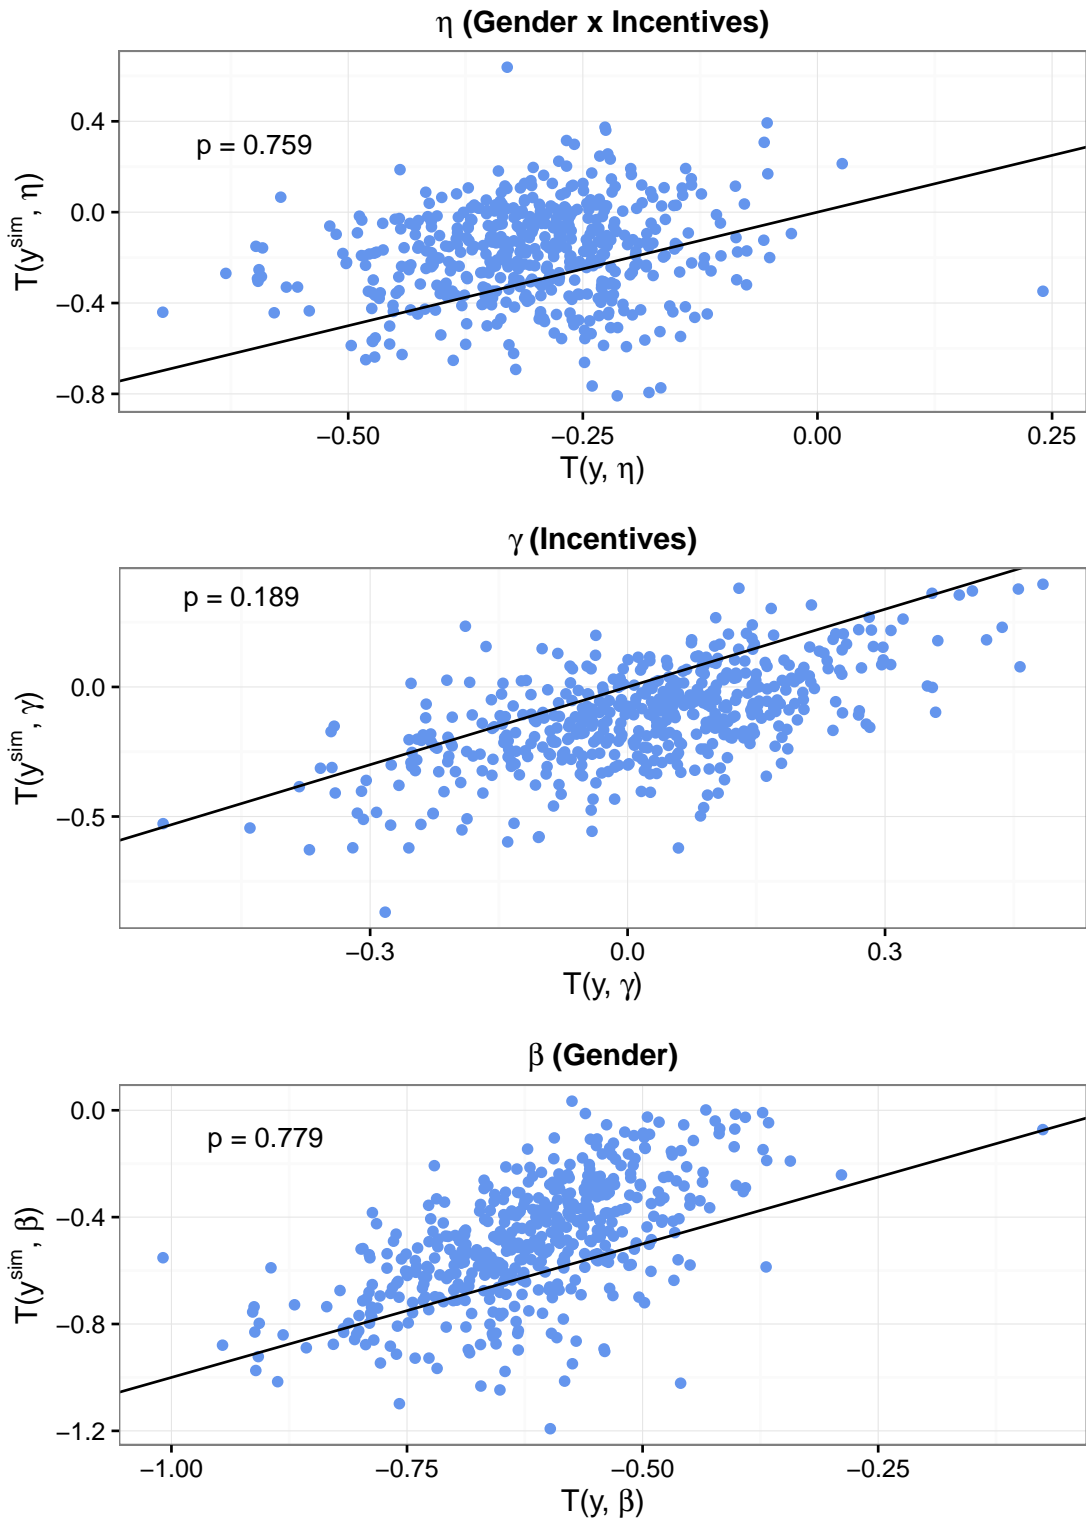 η (Gender x Incentives)
p = 0.759
0.4
0.0
−0.4
−0.8
T(y^sim, η)
−0.50
−0.25
0.00
0.25
T(y, η)
γ (Incentives)
p = 0.189
0.0
−0.5
T(y^sim, γ)
−0.3
0.0
0.3
T(y, γ)
β (Gender)
p = 0.779
0.0
−0.4
−0.8
−1.2
T(y^sim, β)
−1.00
−0.75
−0.50
−0.25
T(y, β)